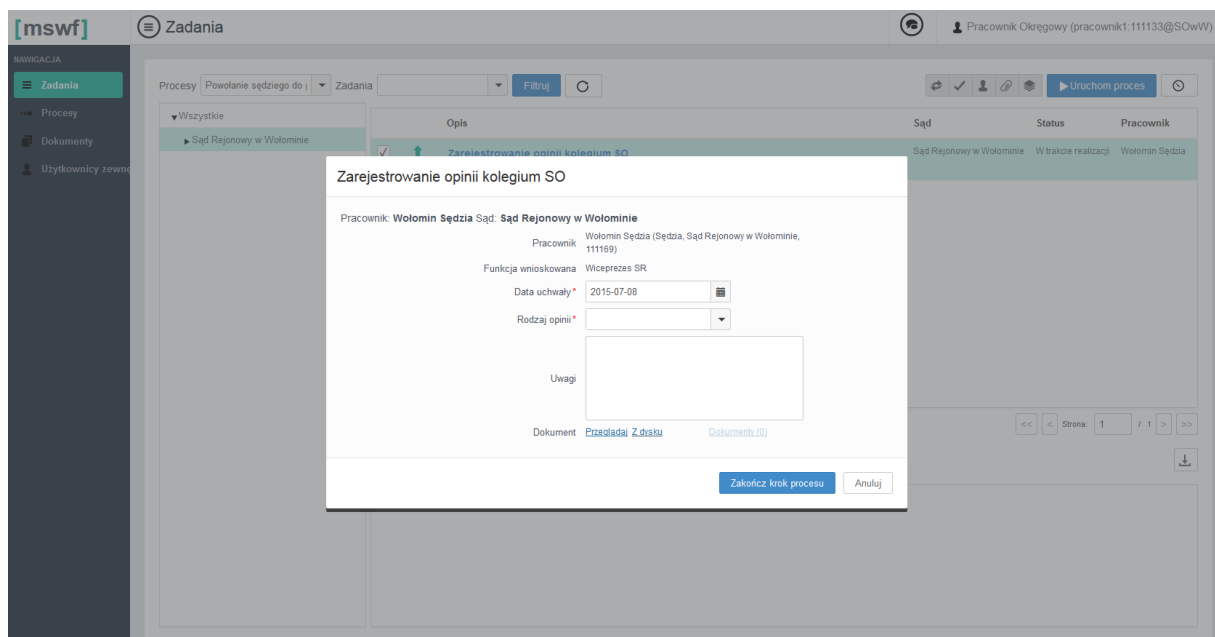 [mswf]
Zadania
Pracownik Okręgowy (pracownik1:111133@SOwW)
NAWIGACJA
Zadania
Procesy
Dokumenty
Użytkownicy zewnę
Procesy Powołanie sędziego do Zadania Filtruj Uruchom proces
Wszystkie
Sąd Rejonowy w Wołominie
Opis Sąd Status Pracownik
Zarejestrowanie opinii kolegium SO Sąd Rejonowy w Wołominie W trakcie realizacji Wołomin Sędzia
Zarejestrowanie opinii kolegium SO
Pracownik: Wołomin Sędzia Sąd: Sąd Rejonowy w Wołominie
Pracownik Wołomin Sędzia (Sędzia, Sąd Rejonowy w Wołominie,
111169)
Funkcja wnioskowana Wiceprezes SR
Data uchwały* 2015-07-08
Rodzaj opinii*
Uwagi
Dokument Przeglądaj Z dysku Dokumenty (0)
<< < Strona: 1 / 1 > >>
Zakończ krok procesu Anuluj